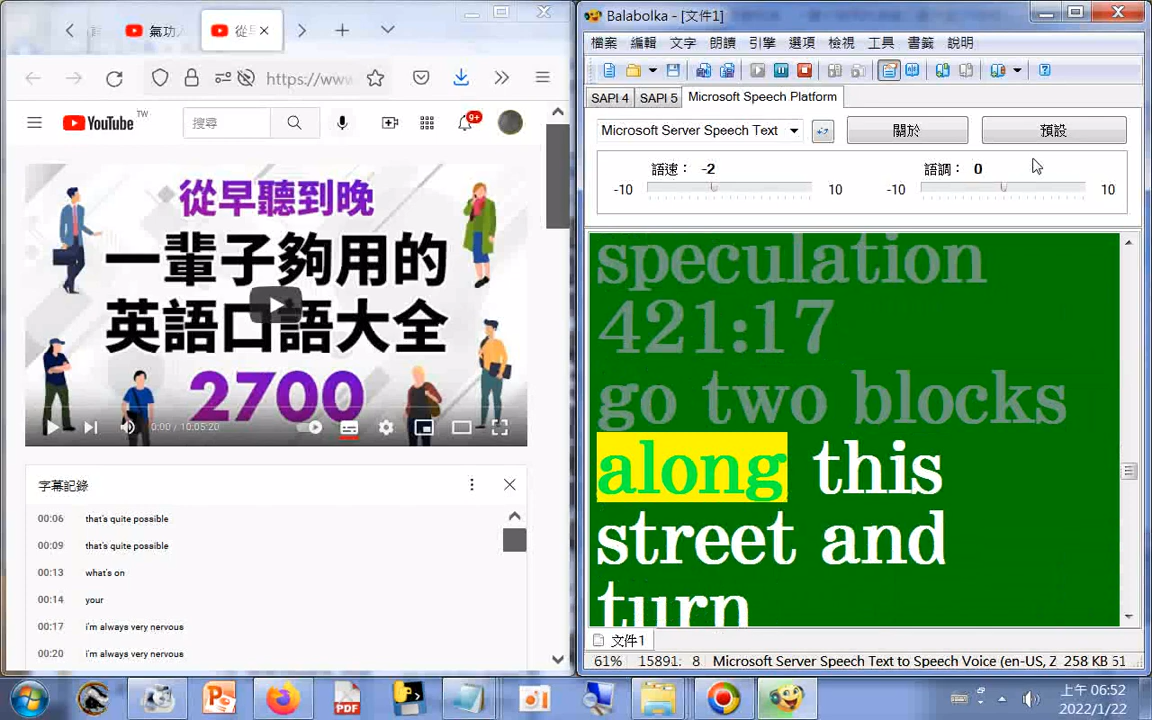 氣功
從
https://www
YouTube TW
搜尋
9+
從早聽到晚
一輩子夠用的
英語口語大全
2700
0:00 / 10:05:20
字幕記錄
00:06 that's quite possible
00:09 that's quite possible
00:13 what's on
00:14 your
00:17 i'm always very nervous
00:20 i'm always very nervous
Balabolka - [文件1]
檔案 編輯 文字 朗讀 引擎 選項 檢視 工具 書籤 說明
SAPI 4 SAPI 5 Microsoft Speech Platform
Microsoft Server Speech Text 關於 預設
語速： -2 語調： 0
-10 10 -10 10
speculation
421:17
go two blocks
along this
street and
turn
文件1
61% 15891: 8 Microsoft Server Speech Text to Speech Voice (en-US, Z 258 KB 51
PDF
上午 06:52
2022/1/22